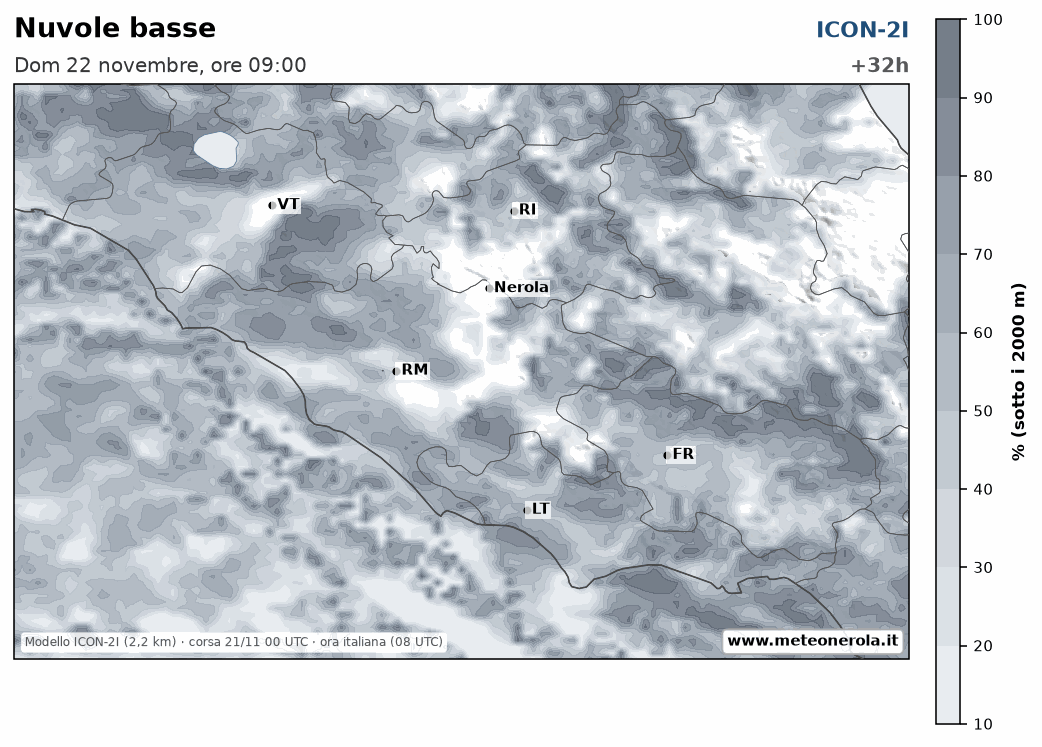 Nuvole basse
ICON-2I
Dom 22 novembre, ore 09:00
+32h
VT
RI
Nerola
RM
FR
LT
Modello ICON-2I (2,2 km) · corsa 21/11 00 UTC · ora italiana (08 UTC)
www.meteonerola.it
100
90
80
70
60
50
40
30
20
10
% (sotto i 2000 m)